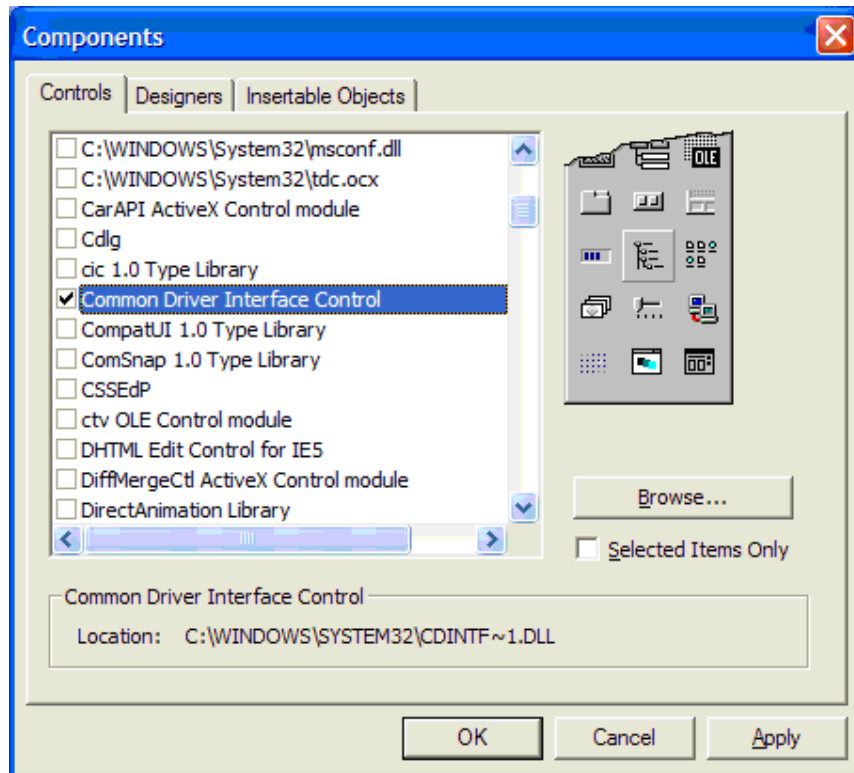 Components
Controls Designers Insertable Objects
C:\WINDOWS\System32\msconf.dll
C:\WINDOWS\System32\tdc.ocx
CarAPI ActiveX Control module
Cdlg
cic 1.0 Type Library
Common Driver Interface Control
CompatUI 1.0 Type Library
ComSnap 1.0 Type Library
CSSEdP
ctv OLE Control module
DHTML Edit Control for IE5
DiffMergeCtl ActiveX Control module
DirectAnimation Library
OLE
Browse...
Selected Items Only
Common Driver Interface Control
Location: C:\WINDOWS\SYSTEM32\CDINTF~1.DLL
OK Cancel Apply